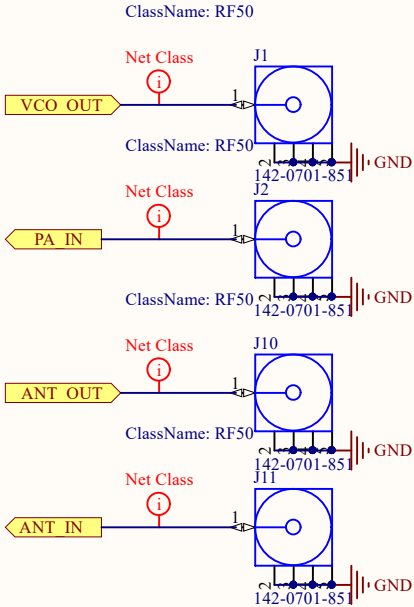 ClassName: RF50
Net Class
i
J1
VCO_OUT
1
2
3
4
5
GND
142-0701-851
ClassName: RF50
Net Class
i
J2
PA_IN
1
2
3
4
5
GND
142-0701-851
ClassName: RF50
Net Class
i
J10
ANT_OUT
1
2
3
4
5
GND
142-0701-851
ClassName: RF50
Net Class
i
J11
ANT_IN
1
2
3
4
5
GND